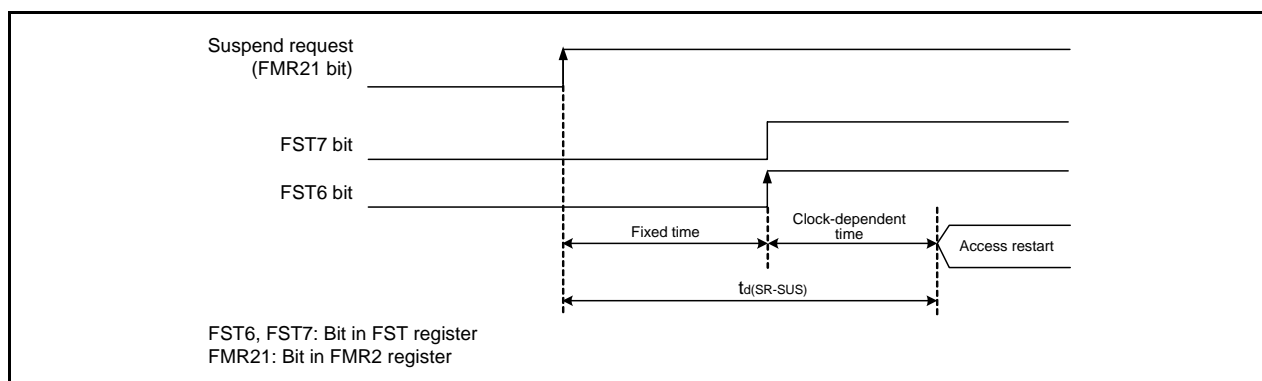 Suspend request
(FMR21 bit)
FST7 bit
FST6 bit
Fixed time
Clock-dependent
time
Access restart
td(SR-SUS)
FST6, FST7: Bit in FST register
FMR21: Bit in FMR2 register